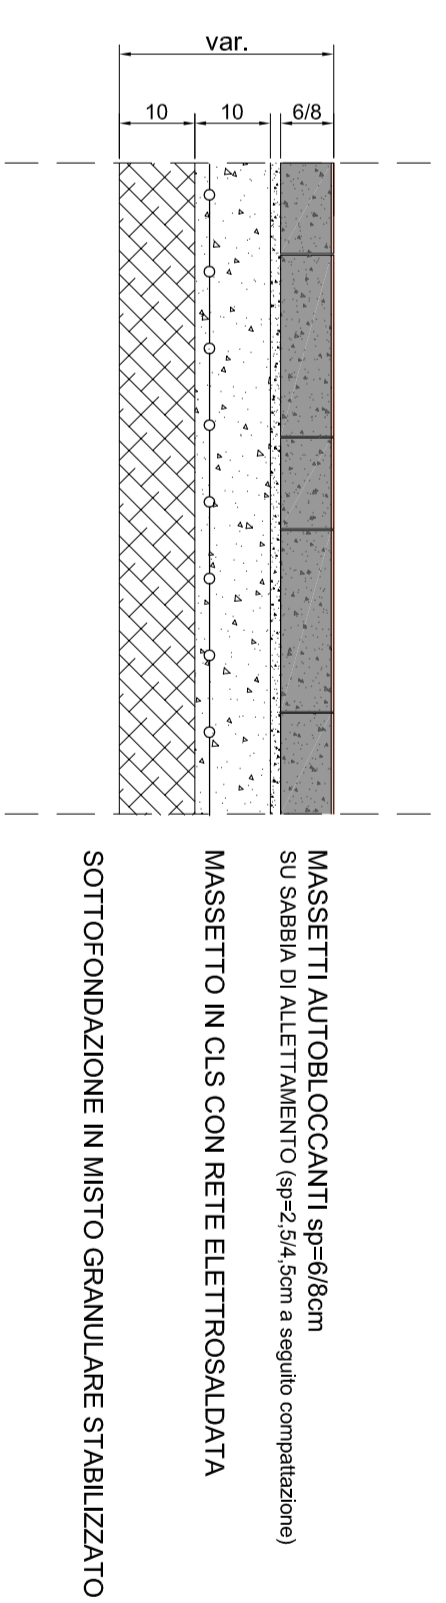 var.
10
10
6/8
MASSETTI AUTOBLOCCANTI sp=6/8cm
SU SABBIA DI ALLETTAMENTO (sp=2,5/4,5cm a seguito compattazione)
MASSETTO IN CLS CON RETE ELETTROSALDATA
SOTTOFONDAZIONE IN MISTO GRANULARE STABILIZZATO